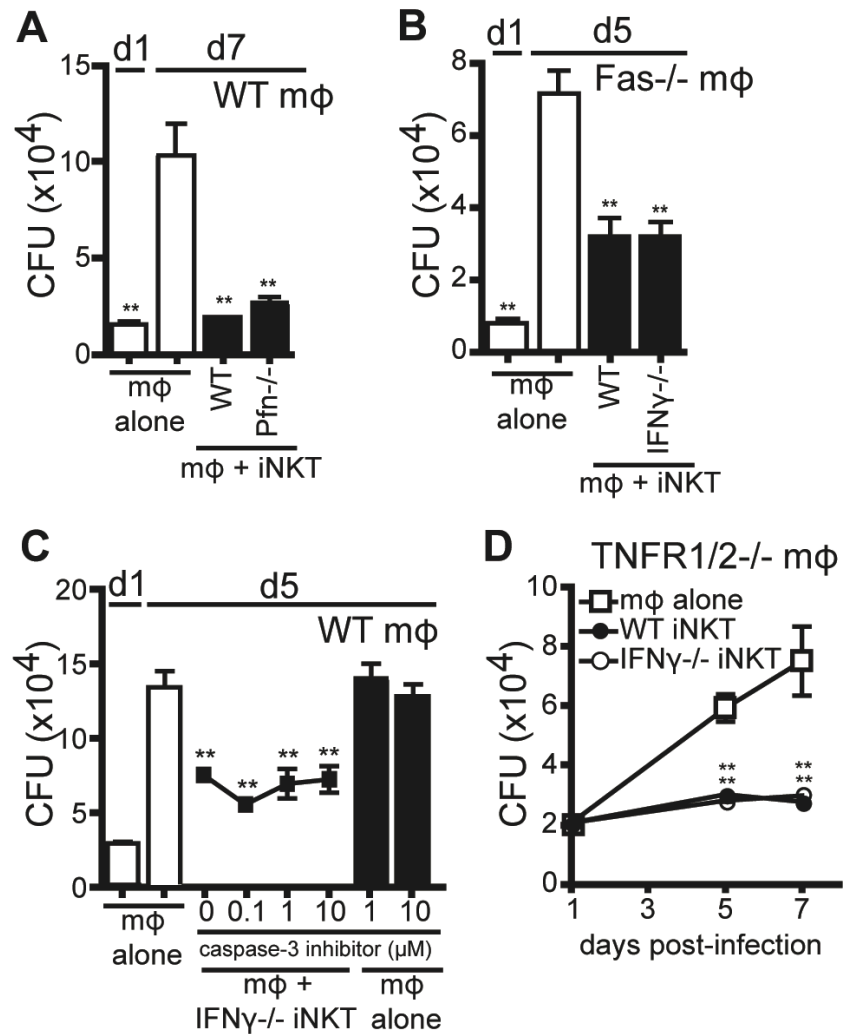 A
d1
d7
WT mφ
CFU (x10⁴)
15
10
5
0
**
**
**
mφ
alone
WT
Pfn-/-
mφ + iNKT
B
d1
d5
Fas-/- mφ
CFU (x10⁴)
8
6
4
2
0
**
**
**
mφ
alone
WT
IFNγ-/-
mφ + iNKT
C
d1
d5
WT mφ
CFU (x10⁴)
20
15
10
5
0
**
**
**
**
mφ
alone
0 0.1 1 10 1 10
caspase-3 inhibitor (μM)
mφ +
IFNγ-/- iNKT
mφ
alone
D
TNFR1/2-/- mφ
mφ alone
WT iNKT
IFNγ-/- iNKT
CFU (x10⁴)
10
8
6
4
2
0
**
**
**
**
1 3 5 7
days post-infection